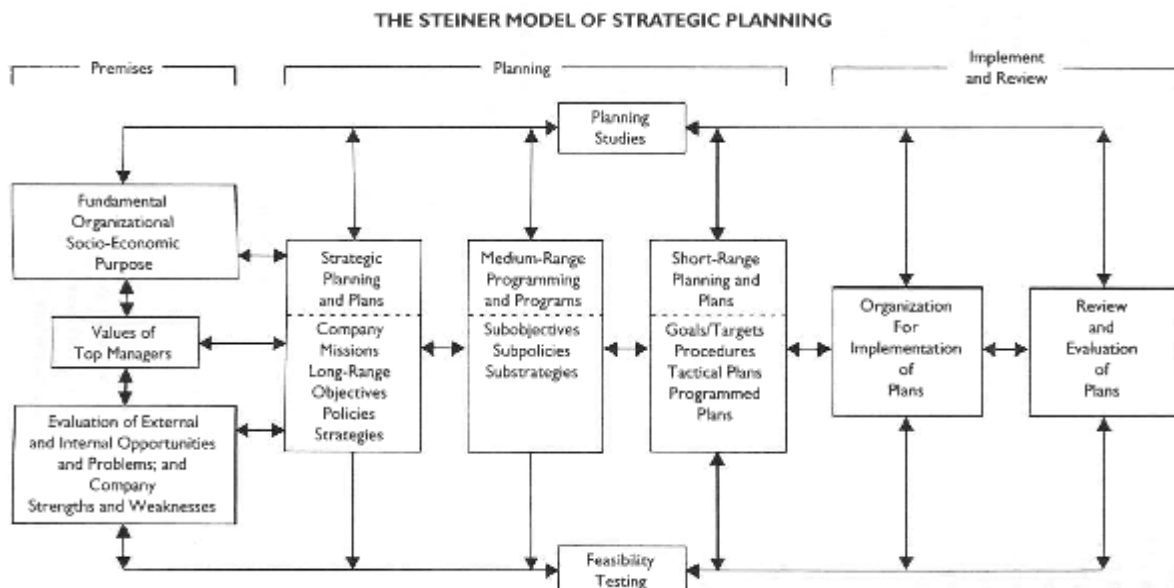 THE STEINER MODEL OF STRATEGIC PLANNING
Premises
Planning
Implement
and Review
Planning
Studies
Fundamental
Organizational
Socio-Economic
Purpose
Values of
Top Managers
Evaluation of External
and Internal Opportunities
and Problems; and
Company
Strengths and Weaknesses
Strategic
Planning
and Plans
Company
Missions
Long-Range
Objectives
Policies
Strategies
Medium-Range
Programming
and Programs
Subobjectives
Subpolicies
Substrategies
Short-Range
Planning and
Plans
Goals/Targets
Procedures
Tactical Plans
Programmed
Plans
Organization
For
Implementation
of
Plans
Review
and
Evaluation
of
Plans
Feasibility
Testing